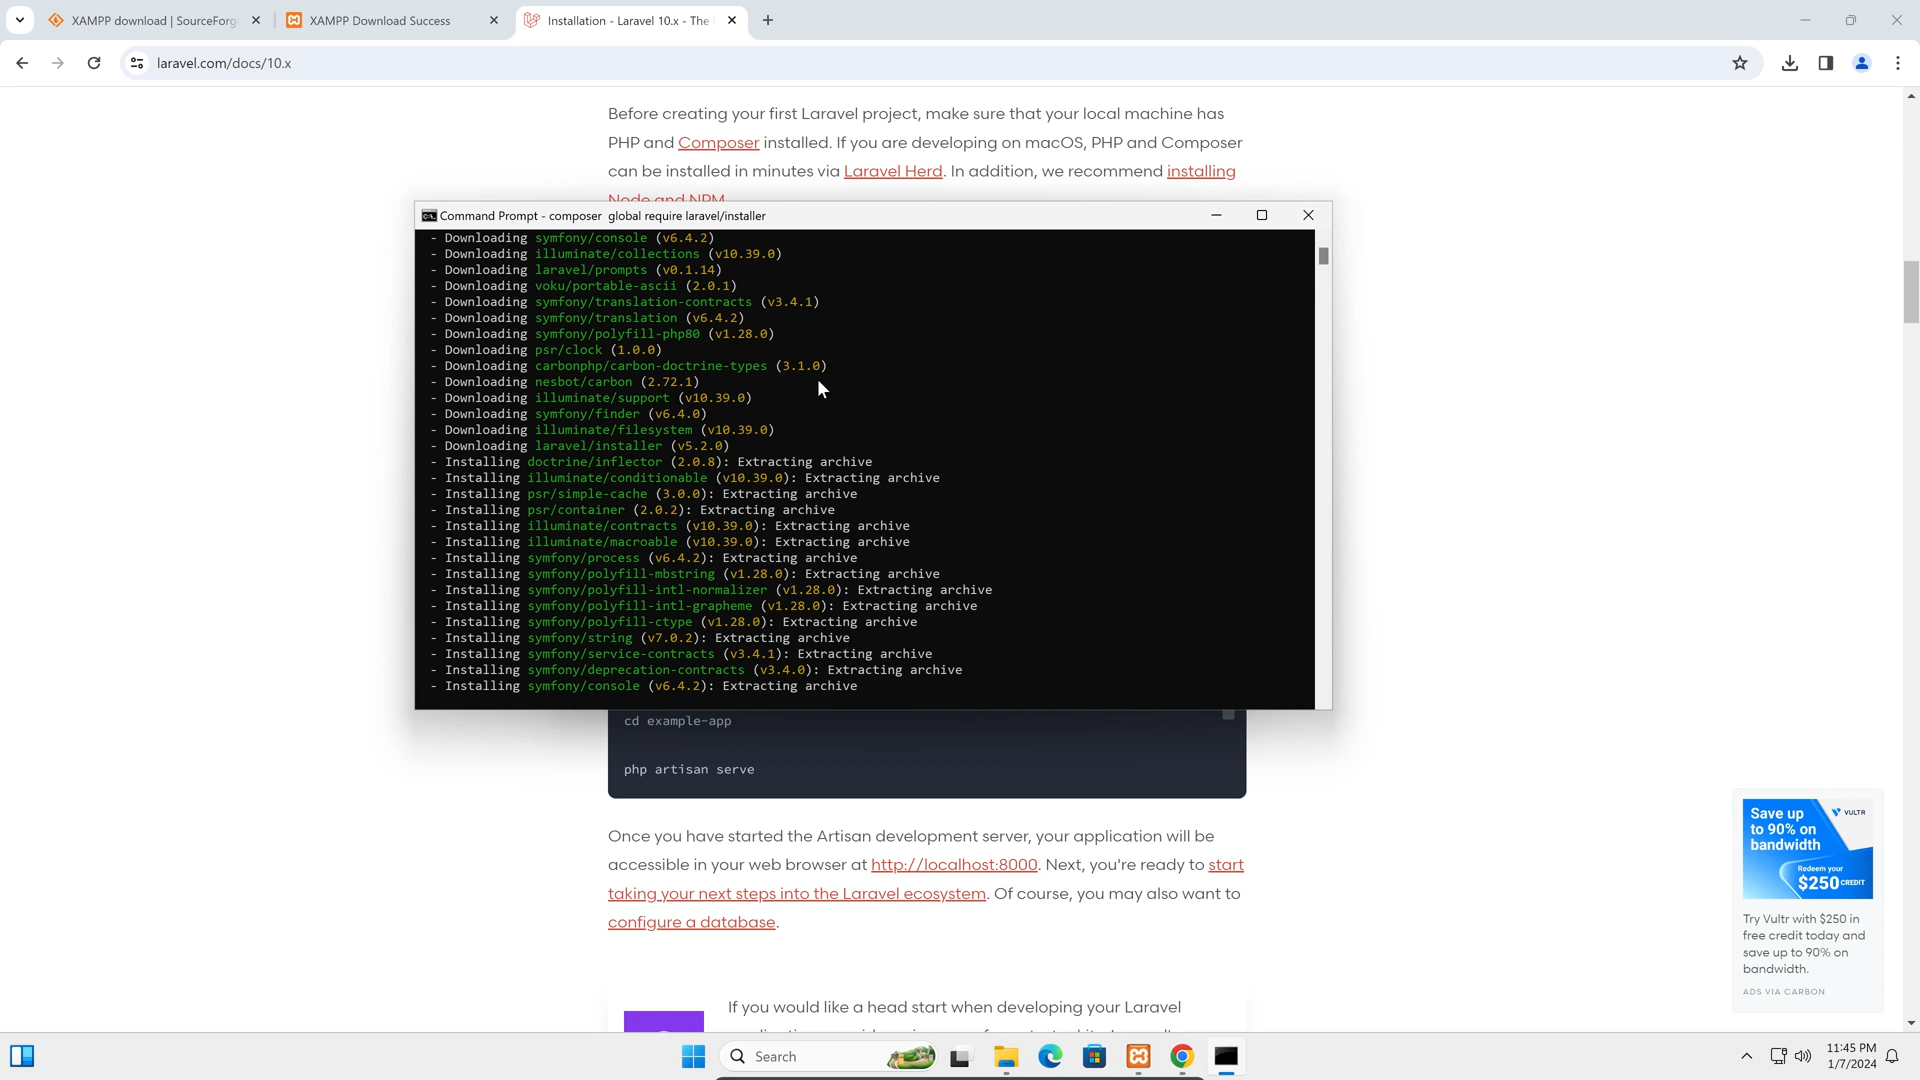 XAMPP download | SourceForg
XAMPP Download Success
Installation - Laravel 10.x - The
laravel.com/docs/10.x
Before creating your first Laravel project, make sure that your local machine has
PHP and Composer installed. If you are developing on macOS, PHP and Composer
can be installed in minutes via Laravel Herd. In addition, we recommend installing
Node and NPM
Command Prompt - composer  global require laravel/installer
- Downloading symfony/console (v6.4.2)
- Downloading illuminate/collections (v10.39.0)
- Downloading laravel/prompts (v0.1.14)
- Downloading voku/portable-ascii (2.0.1)
- Downloading symfony/translation-contracts (v3.4.1)
- Downloading symfony/translation (v6.4.2)
- Downloading symfony/polyfill-php80 (v1.28.0)
- Downloading psr/clock (1.0.0)
- Downloading carbonphp/carbon-doctrine-types (3.1.0)
- Downloading nesbot/carbon (2.72.1)
- Downloading illuminate/support (v10.39.0)
- Downloading symfony/finder (v6.4.0)
- Downloading illuminate/filesystem (v10.39.0)
- Downloading laravel/installer (v5.2.0)
- Installing doctrine/inflector (2.0.8): Extracting archive
- Installing illuminate/conditionable (v10.39.0): Extracting archive
- Installing psr/simple-cache (3.0.0): Extracting archive
- Installing psr/container (2.0.2): Extracting archive
- Installing illuminate/contracts (v10.39.0): Extracting archive
- Installing illuminate/macroable (v10.39.0): Extracting archive
- Installing symfony/process (v6.4.2): Extracting archive
- Installing symfony/polyfill-mbstring (v1.28.0): Extracting archive
- Installing symfony/polyfill-intl-normalizer (v1.28.0): Extracting archive
- Installing symfony/polyfill-intl-grapheme (v1.28.0): Extracting archive
- Installing symfony/polyfill-ctype (v1.28.0): Extracting archive
- Installing symfony/string (v7.0.2): Extracting archive
- Installing symfony/service-contracts (v3.4.1): Extracting archive
- Installing symfony/deprecation-contracts (v3.4.0): Extracting archive
- Installing symfony/console (v6.4.2): Extracting archive
cd example-app
php artisan serve
Once you have started the Artisan development server, your application will be
accessible in your web browser at http://localhost:8000. Next, you're ready to start
taking your next steps into the Laravel ecosystem. Of course, you may also want to
configure a database.
If you would like a head start when developing your Laravel
Save up
to 90% on
bandwidth
VULTR
Redeem your
$250 CREDIT
Try Vultr with $250 in
free credit today and
save up to 90% on
bandwidth.
ADS VIA CARBON
Search
11:45 PM
1/7/2024